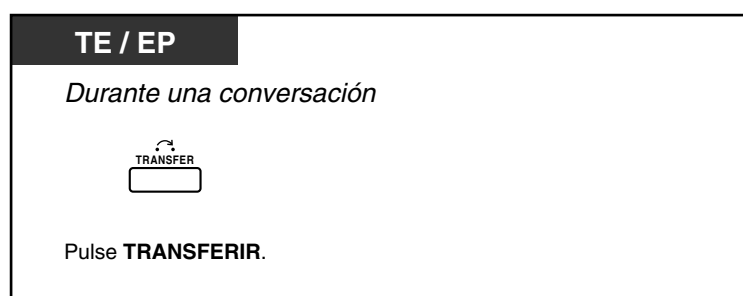 TE / EP
Durante una conversación
TRANSFER
Pulse TRANSFERIR.